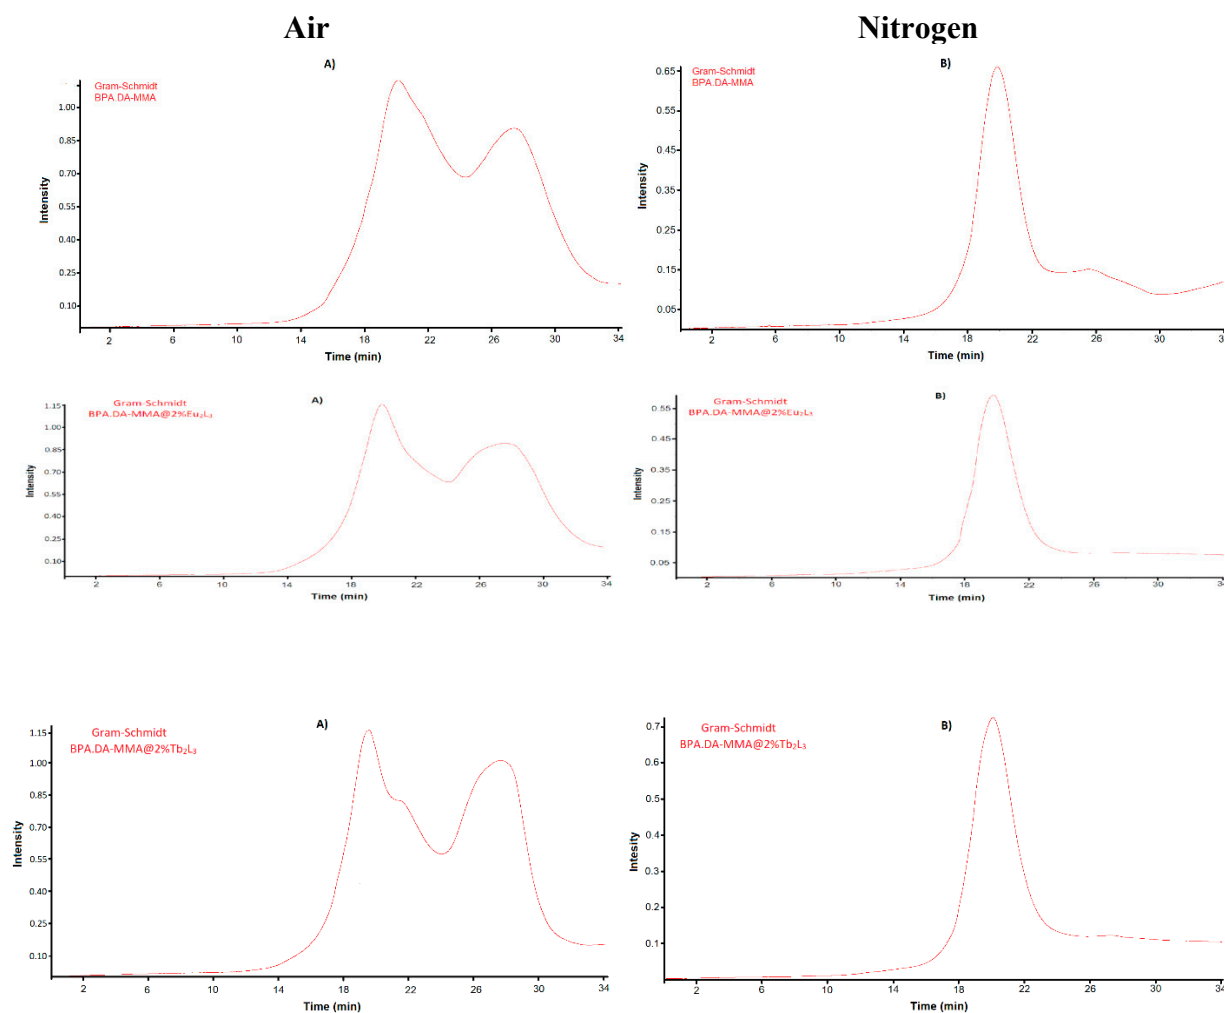 Air
Nitrogen
A)
Gram-Schmidt
BPA.DA-MMA
1.00
0.85
0.70
0.55
0.40
0.25
0.10
Intensity
2 6 10 14 18 22 26 30 34
Time (min)
B)
Gram-Schmidt
BPA.DA-MMA
0.65
0.55
0.45
0.35
0.25
0.15
0.05
Intensity
2 6 10 14 18 22 26 30 34
Time (min)
A)
Gram-Schmidt
BPA.DA-MMA@2%Eu₂L₃
1.15
1.00
0.85
0.70
0.55
0.40
0.25
0.10
Intensity
2 6 10 14 18 22 26 30 34
Time (min)
B)
Gram-Schmidt
BPA.DA-MMA@2%Eu₂L₃
0.55
0.45
0.35
0.25
0.15
0.05
Intensity
2 6 10 14 18 22 26 30 34
Time (min)
A)
Gram-Schmidt
BPA.DA-MMA@2%Tb₂L₃
1.15
1.00
0.85
0.70
0.55
0.40
0.25
0.10
Intensity
2 6 10 14 18 22 26 30 34
Time (min)
B)
Gram-Schmidt
BPA.DA-MMA@2%Tb₂L₃
0.7
0.6
0.5
0.4
0.3
0.2
0.1
Intesity
2 6 10 14 18 22 26 30 34
Time (min)